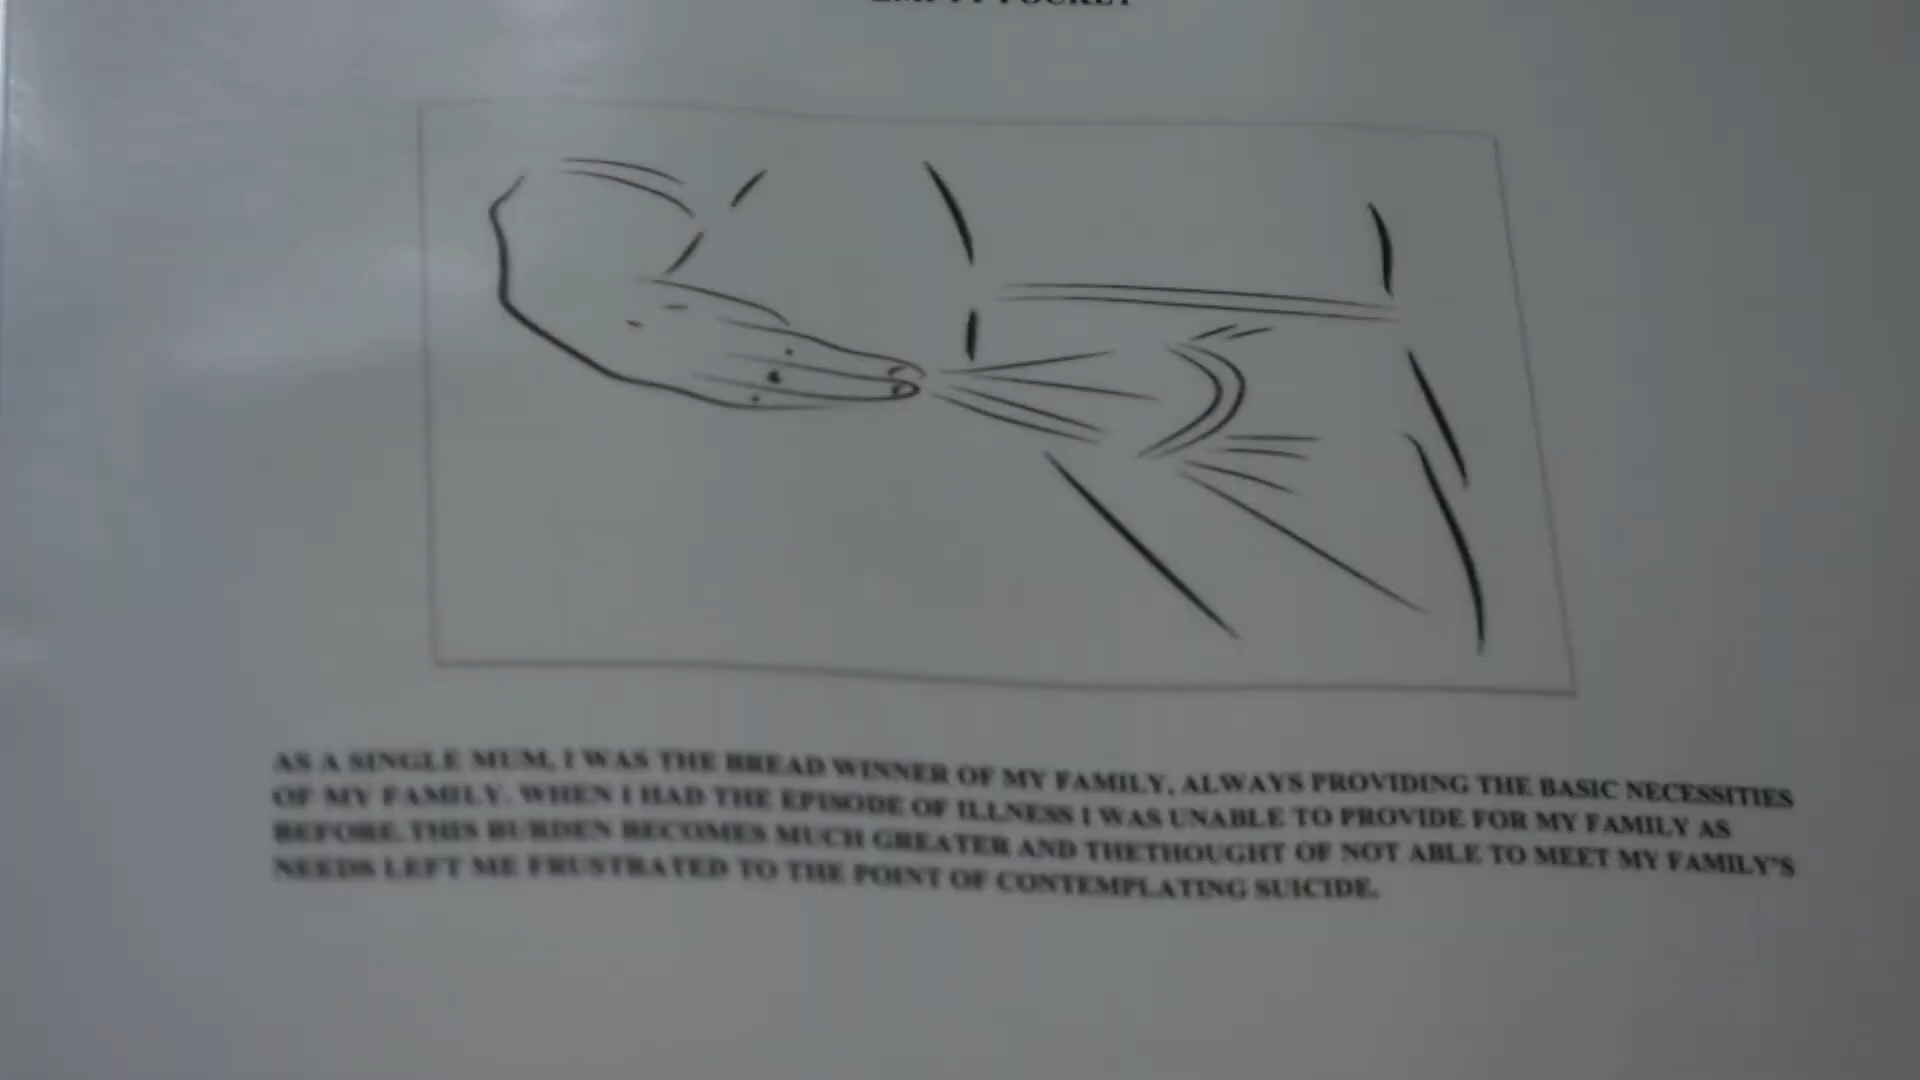 EMPTY POCKET
AS A SINGLE MUM, I WAS THE BREAD WINNER OF MY FAMILY, ALWAYS PROVIDING THE BASIC NECESSITIES
OF MY FAMILY. WHEN I HAD THE EPISODE OF ILLNESS I WAS UNABLE TO PROVIDE FOR MY FAMILY AS
BEFORE. THIS BURDEN BECOMES MUCH GREATER AND THETHOUGHT OF NOT ABLE TO MEET MY FAMILY'S
NEEDS LEFT ME FRUSTRATED TO THE POINT OF CONTEMPLATING SUICIDE.